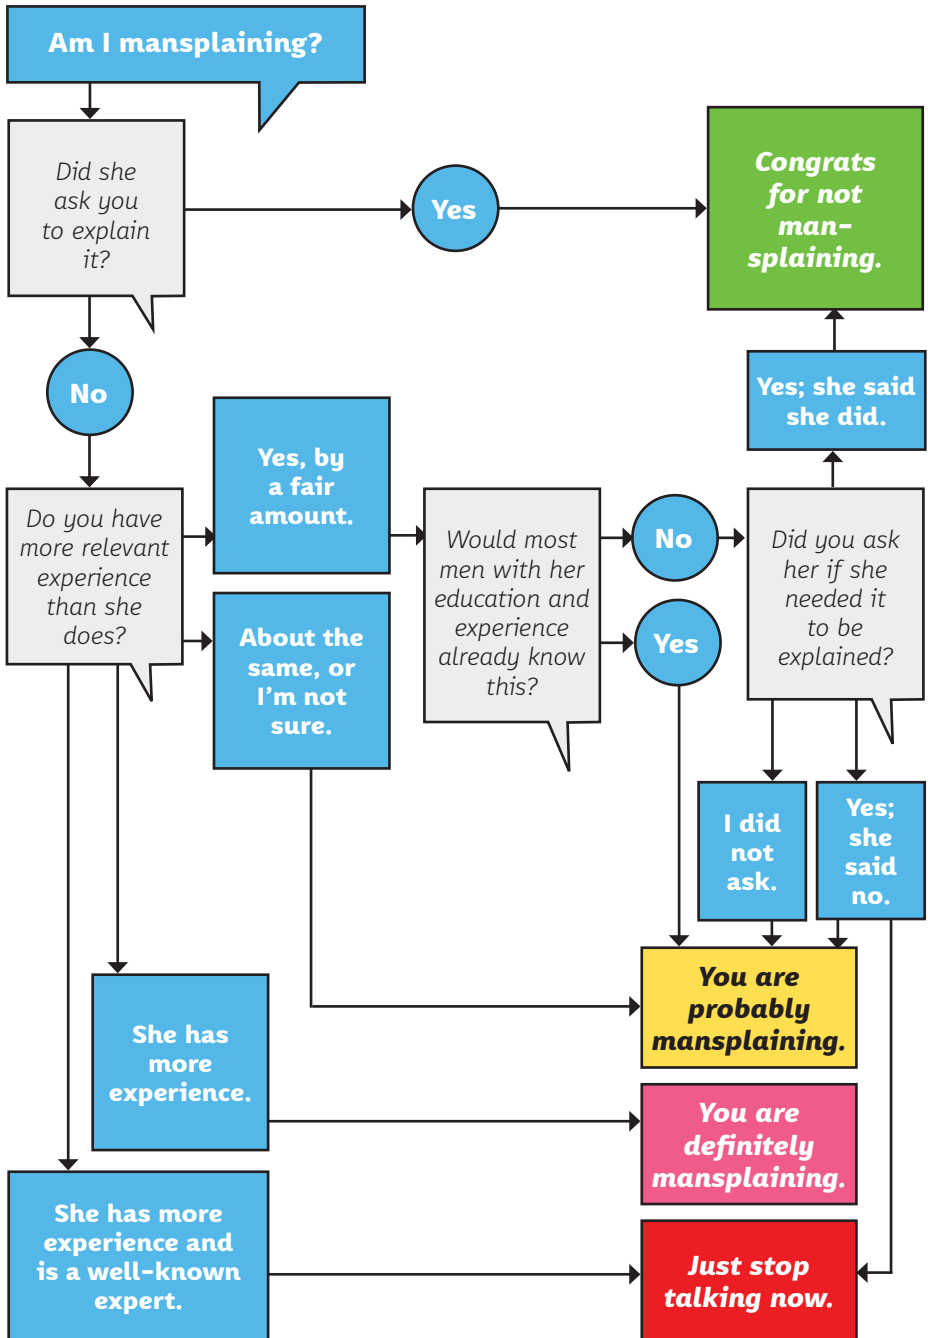 Am I mansplaining?
Did she
ask you
to explain
it?
Yes
Congrats
for not
man-
splaining.
No
Yes; she said
she did.
Do you have
more relevant
experience
than she
does?
Yes, by
a fair
amount.
About the
same, or
I'm not
sure.
Would most
men with her
education and
experience
already know
this?
No
Yes
Did you ask
her if she
needed it
to be
explained?
I did
not
ask.
Yes;
she
said
no.
You are
probably
mansplaining.
She has
more
experience.
You are
definitely
mansplaining.
She has more
experience and
is a well-known
expert.
Just stop
talking now.